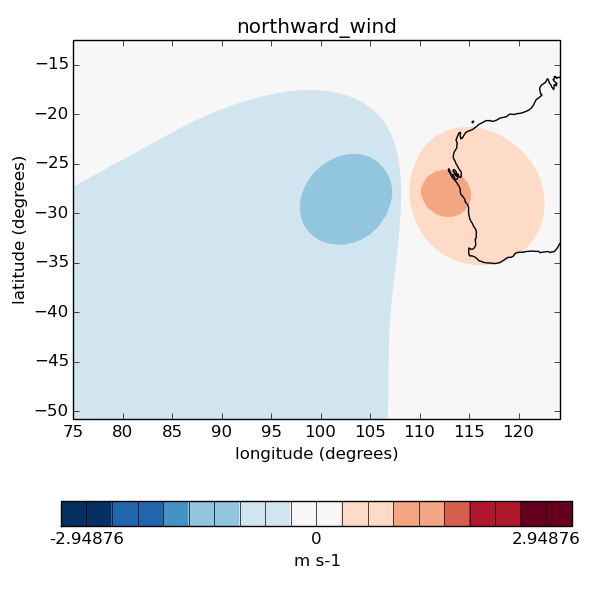 northward_wind
latitude (degrees)
−15
−20
−25
−30
−35
−40
−45
−50
75 80 85 90 95 100 105 110 115 120
longitude (degrees)
-2.94876 0 2.94876
m s-1